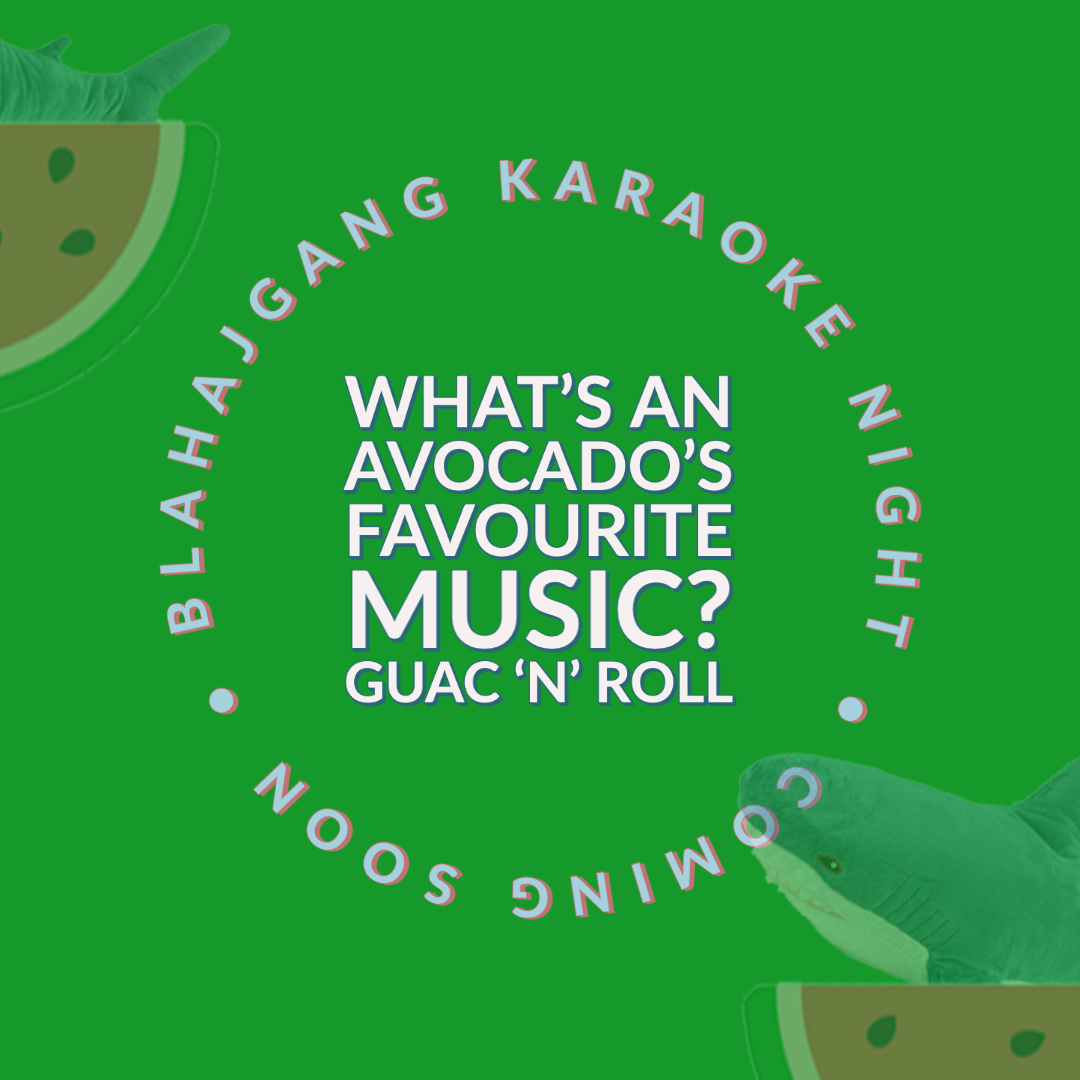 BLAHAJGANG KARAOKE NIGHT
WHAT’S AN
AVOCADO’S
FAVOURITE
MUSIC?
GUAC ‘N’ ROLL
• COMING SOON •